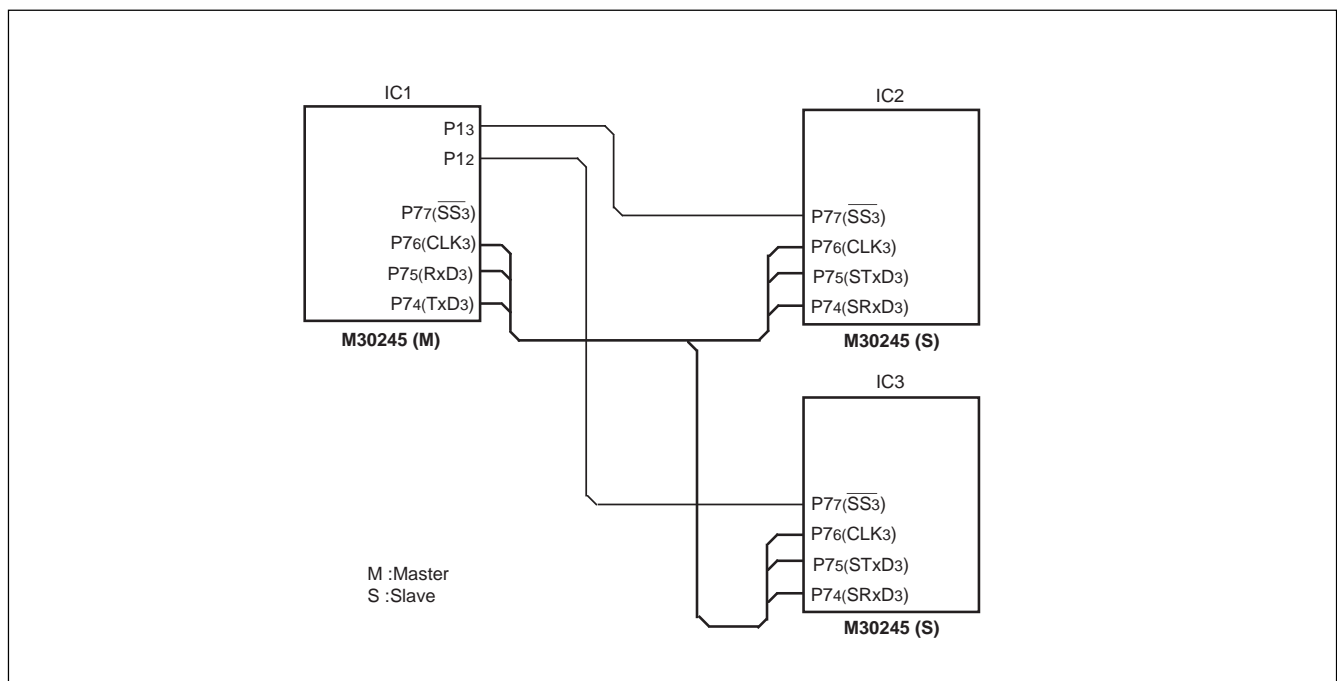 IC1
P13
P12
P77(SS3)
P76(CLK3)
P75(RxD3)
P74(TxD3)
M30245 (M)
IC2
P77(SS3)
P76(CLK3)
P75(STxD3)
P74(SRxD3)
M30245 (S)
IC3
P77(SS3)
P76(CLK3)
P75(STxD3)
P74(SRxD3)
M30245 (S)
M :Master
S :Slave